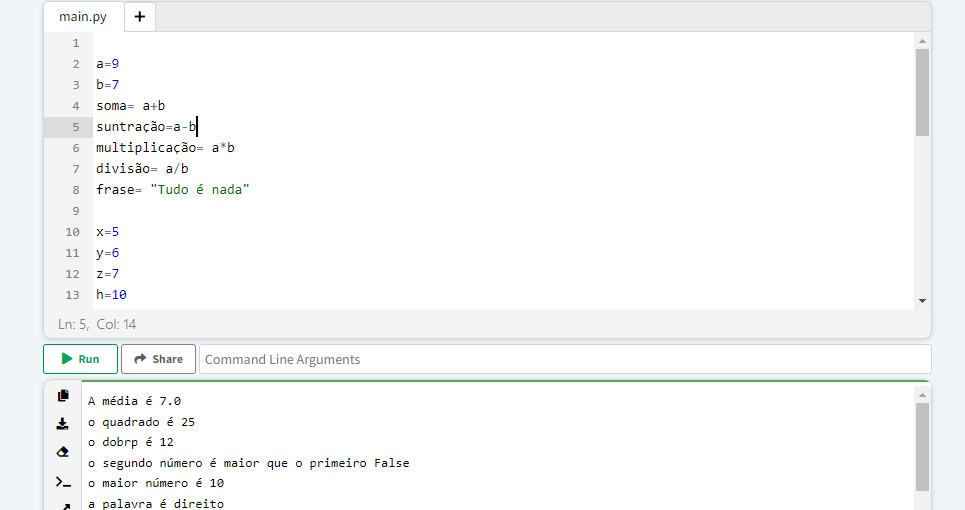 main.py +
1
2 a=9
3 b=7
4 soma= a+b
5 suntração=a-b
6 multiplicação= a*b
7 divisão= a/b
8 frase= "Tudo é nada"
9
10 x=5
11 y=6
12 z=7
13 h=10
Ln: 5, Col: 14
Run Share Command Line Arguments
A média é 7.0
o quadrado é 25
o dobrp é 12
o segundo número é maior que o primeiro False
o maior número é 10
a palavra é direito